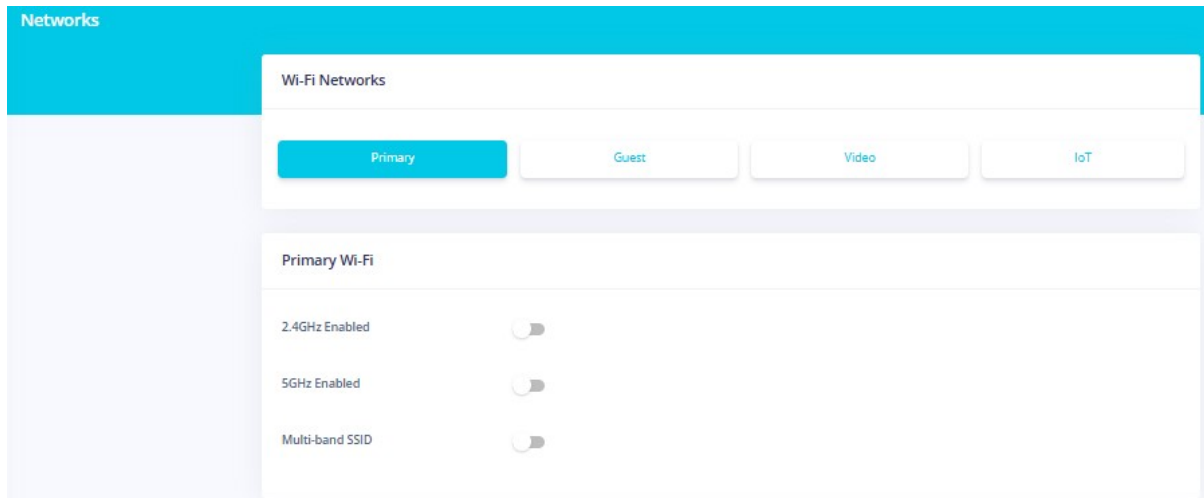 Networks
Wi-Fi Networks
Primary Guest Video IoT
Primary Wi-Fi
2.4GHz Enabled
5GHz Enabled
Multi-band SSID